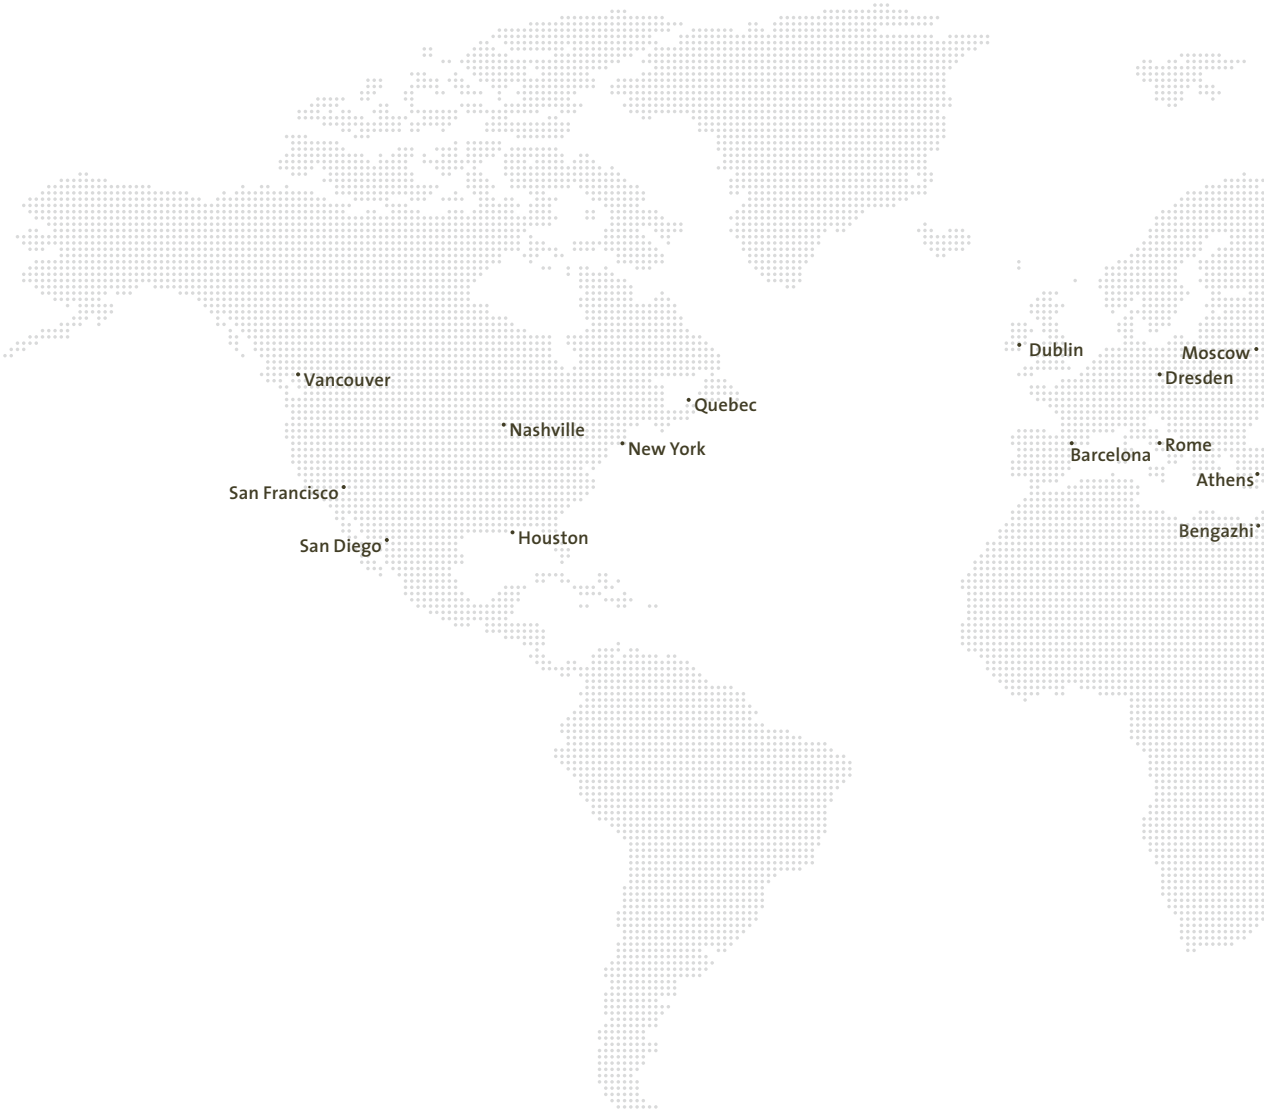 Dublin
Moscow
Dresden
Vancouver
Quebec
Nashville
New York
Rome
Barcelona
Athens
San Francisco
Bengazhi
Houston
San Diego